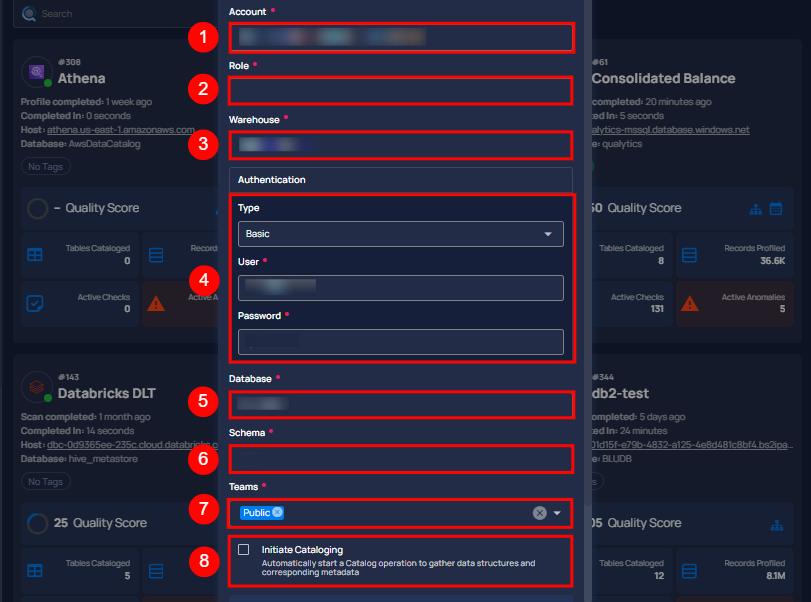 Search
#308
Athena
Profile completed: 1 week ago
Completed In: 0 seconds
Host: athena.us-east-1.amazonaws.com
Database: AwsDataCatalog
No Tags
– Quality Score
Tables Cataloged
0
Records
Active Checks
0
Active A
#143
Databricks DLT
Scan completed: 1 month ago
Completed In: 14 seconds
Host: dbc-0d9365ee-235c.cloud.databricks.c
Database: hive_metastore
No Tags
25 Quality Score
Tables Cataloged
5
Records
Account *
1
Role *
2
Warehouse *
3
Authentication
Type
Basic
User *
4
Password *
Database *
5
Schema *
6
Teams *
7
Public
8
Initiate Cataloging
Automatically start a Catalog operation to gather data structures and
corresponding metadata
#61
Consolidated Balance
completed: 20 minutes ago
ed In: 5 seconds
alytics-mssql.database.windows.net
e: qualytics
60 Quality Score
Tables Cataloged
8
Records Profiled
36.6K
Active Checks
131
Active Anomalies
5
#344
db2-test
ompleted: 5 days ago
ed In: 24 minutes
01d15f-e79b-4832-a125-4e8d481c8bf4.bs2ipa...
e: BLUDB
s
05 Quality Score
Tables Cataloged
12
Records Profiled
8.1M